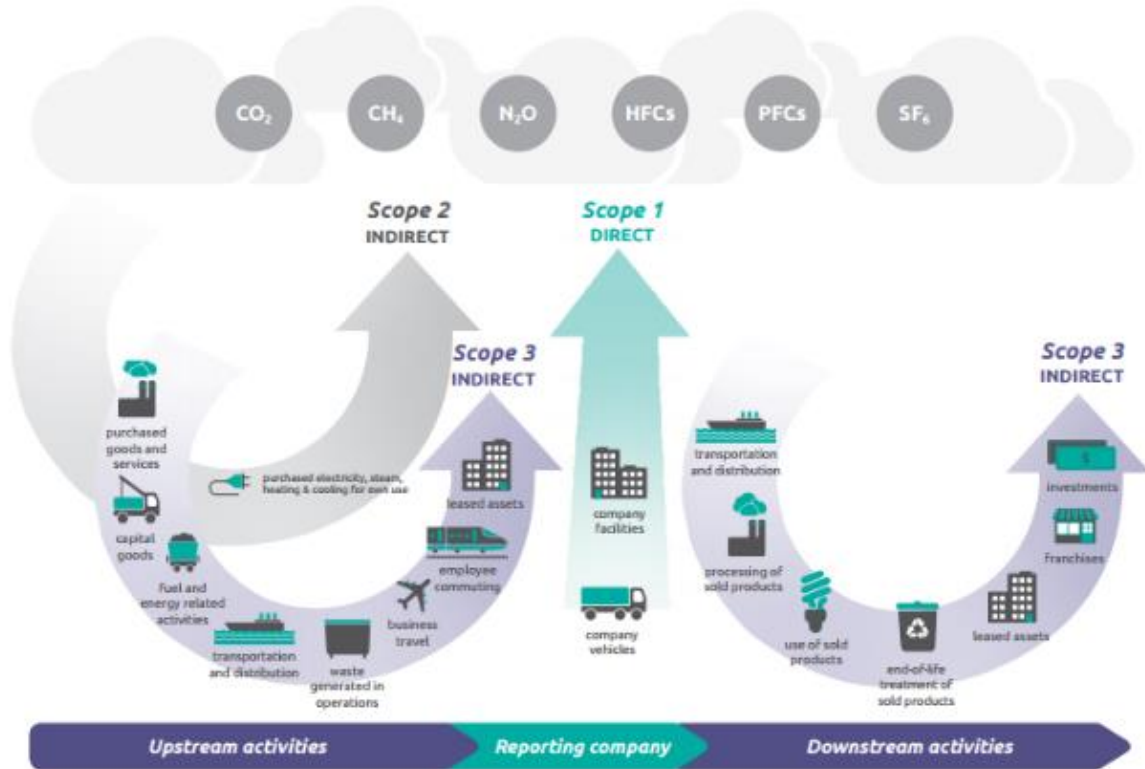 CO₂
CH₄
N₂O
HFCs
PFCs
SF₆
Scope 2
INDIRECT
Scope 1
DIRECT
Scope 3
INDIRECT
Scope 3
INDIRECT
purchased
goods and
services
capital
goods
fuel and
energy related
activities
transportation
and distribution
waste
generated in
operations
business
travel
employee
commuting
leased assets
purchased electricity, steam,
heating & cooling for own use
company
facilities
company
vehicles
transportation
and distribution
processing of
sold products
use of sold
products
end-of-life
treatment of
sold products
leased assets
franchises
$
investments
Upstream activities
Reporting company
Downstream activities